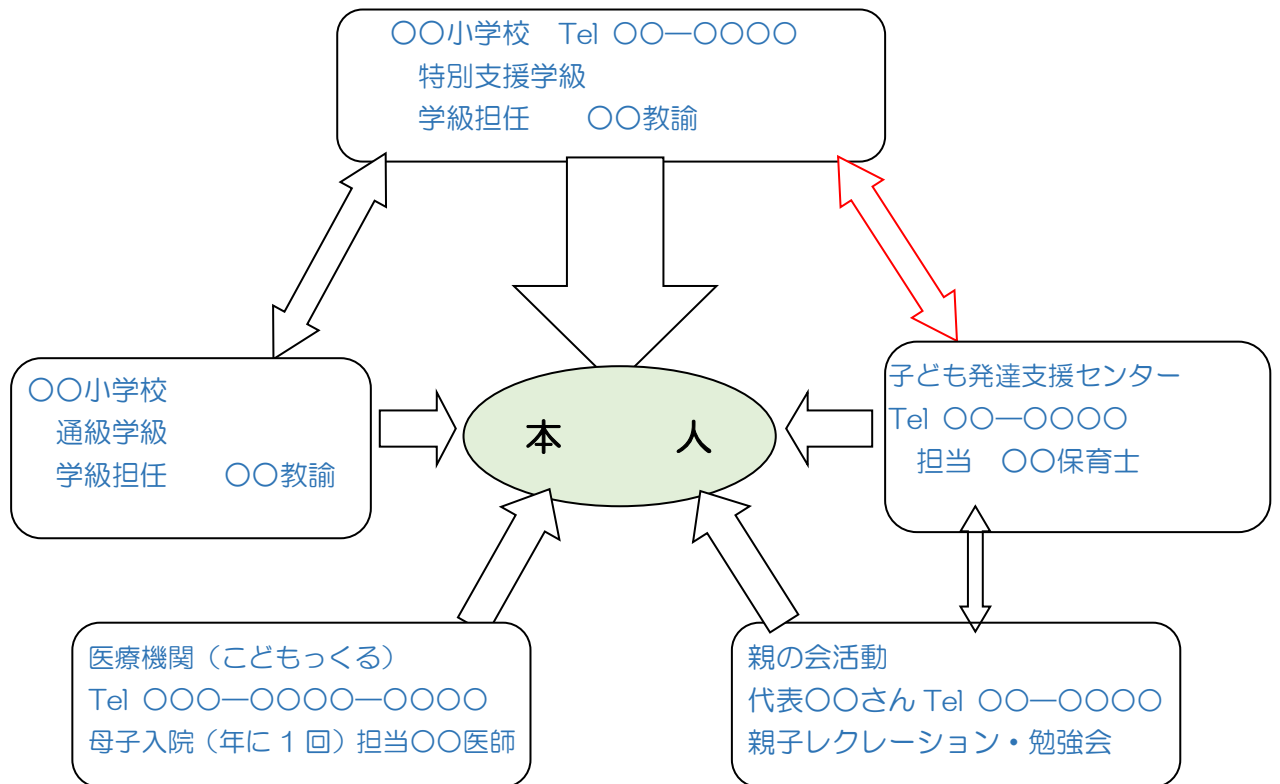 〇〇小学校　Tel 〇〇―〇〇〇〇
特別支援学級
学級担任　　〇〇教諭
〇〇小学校
通級学級
学級担任　　〇〇教諭
本　　人
子ども発達支援センター
Tel 〇〇―〇〇〇〇
担当　〇〇保育士
医療機関（こどもっくる）
Tel 〇〇〇―〇〇〇〇―〇〇〇〇
母子入院（年に 1 回）担当〇〇医師
親の会活動
代表〇〇さん Tel 〇〇―〇〇〇〇
親子レクレーション・勉強会